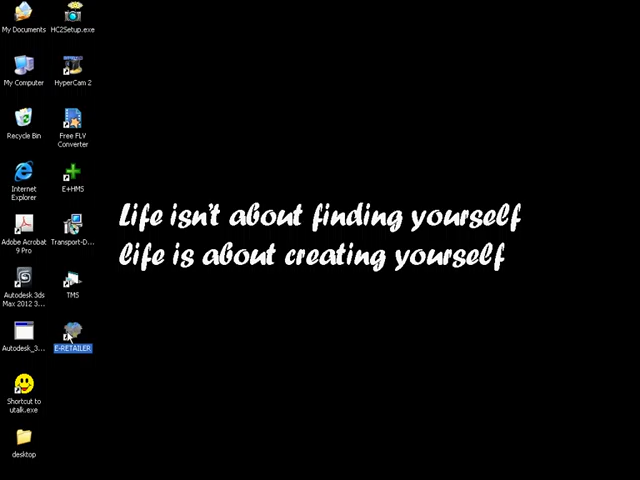 My Documents
HC2Setup.exe
My Computer
HyperCam 2
Recycle Bin
Free FLV
Converter
Internet
Explorer
E+HMS
Adobe Acrobat
9 Pro
Transport-D...
Autodesk 3ds
Max 2012 3...
TMS
Autodesk_3...
E-RETAILER
Shortcut to
utalk.exe
desktop
Life isn't about finding yourself
life is about creating yourself